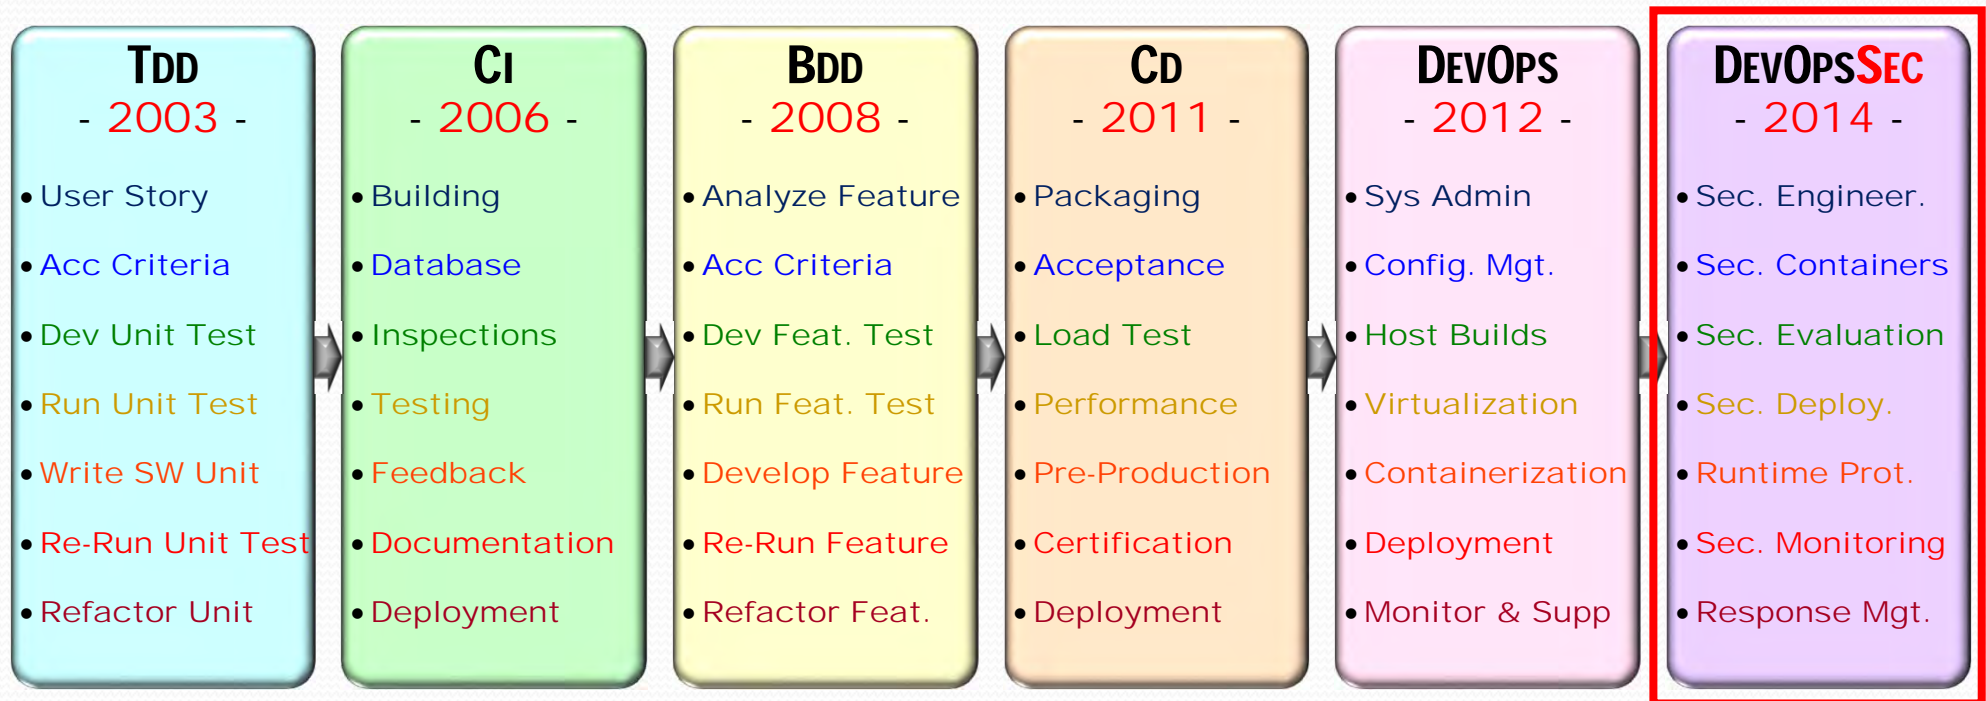 TDD
- 2003 -
• User Story
• Acc Criteria
• Dev Unit Test
• Run Unit Test
• Write SW Unit
• Re-Run Unit Test
• Refactor Unit
CI
- 2006 -
• Building
• Database
• Inspections
• Testing
• Feedback
• Documentation
• Deployment
BDD
- 2008 -
• Analyze Feature
• Acc Criteria
• Dev Feat. Test
• Run Feat. Test
• Develop Feature
• Re-Run Feature
• Refactor Feat.
CD
- 2011 -
• Packaging
• Acceptance
• Load Test
• Performance
• Pre-Production
• Certification
• Deployment
DEVOPS
- 2012 -
• Sys Admin
• Config. Mgt.
• Host Builds
• Virtualization
• Containerization
• Deployment
• Monitor & Supp
DEVOPSSEC
- 2014 -
• Sec. Engineer.
• Sec. Containers
• Sec. Evaluation
• Sec. Deploy.
• Runtime Prot.
• Sec. Monitoring
• Response Mgt.